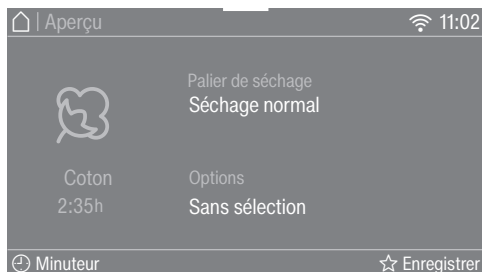 | Aperçu
11:02
Palier de séchage
Séchage normal
Coton
2:35h
Options
Sans sélection
Minuteur
Enregistrer